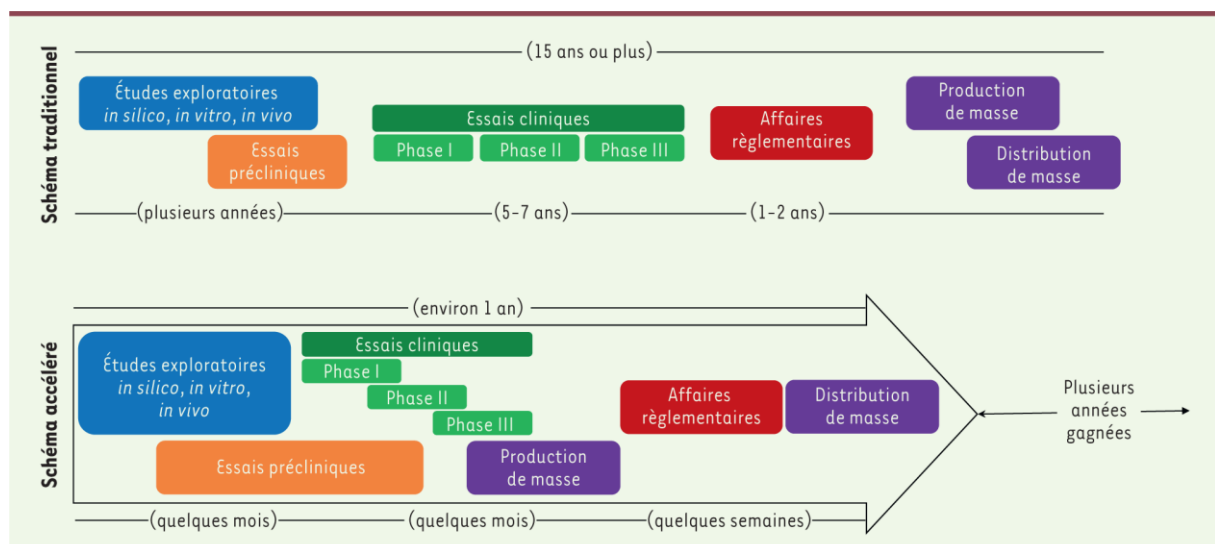 Schéma traditionnel
(15 ans ou plus)
Études exploratoires
in silico, in vitro, in vivo
Essais
précliniques
Essais cliniques
Phase I
Phase II
Phase III
Affaires
règlementaires
Production
de masse
Distribution
de masse
(plusieurs années)
(5-7 ans)
(1-2 ans)
Schéma accéléré
(environ 1 an)
Études exploratoires
in silico, in vitro,
in vivo
Essais cliniques
Phase I
Phase II
Phase III
Essais précliniques
Production
de masse
Affaires
règlementaires
Distribution
de masse
Plusieurs
années
gagnées
(quelques mois)
(quelques mois)
(quelques semaines)